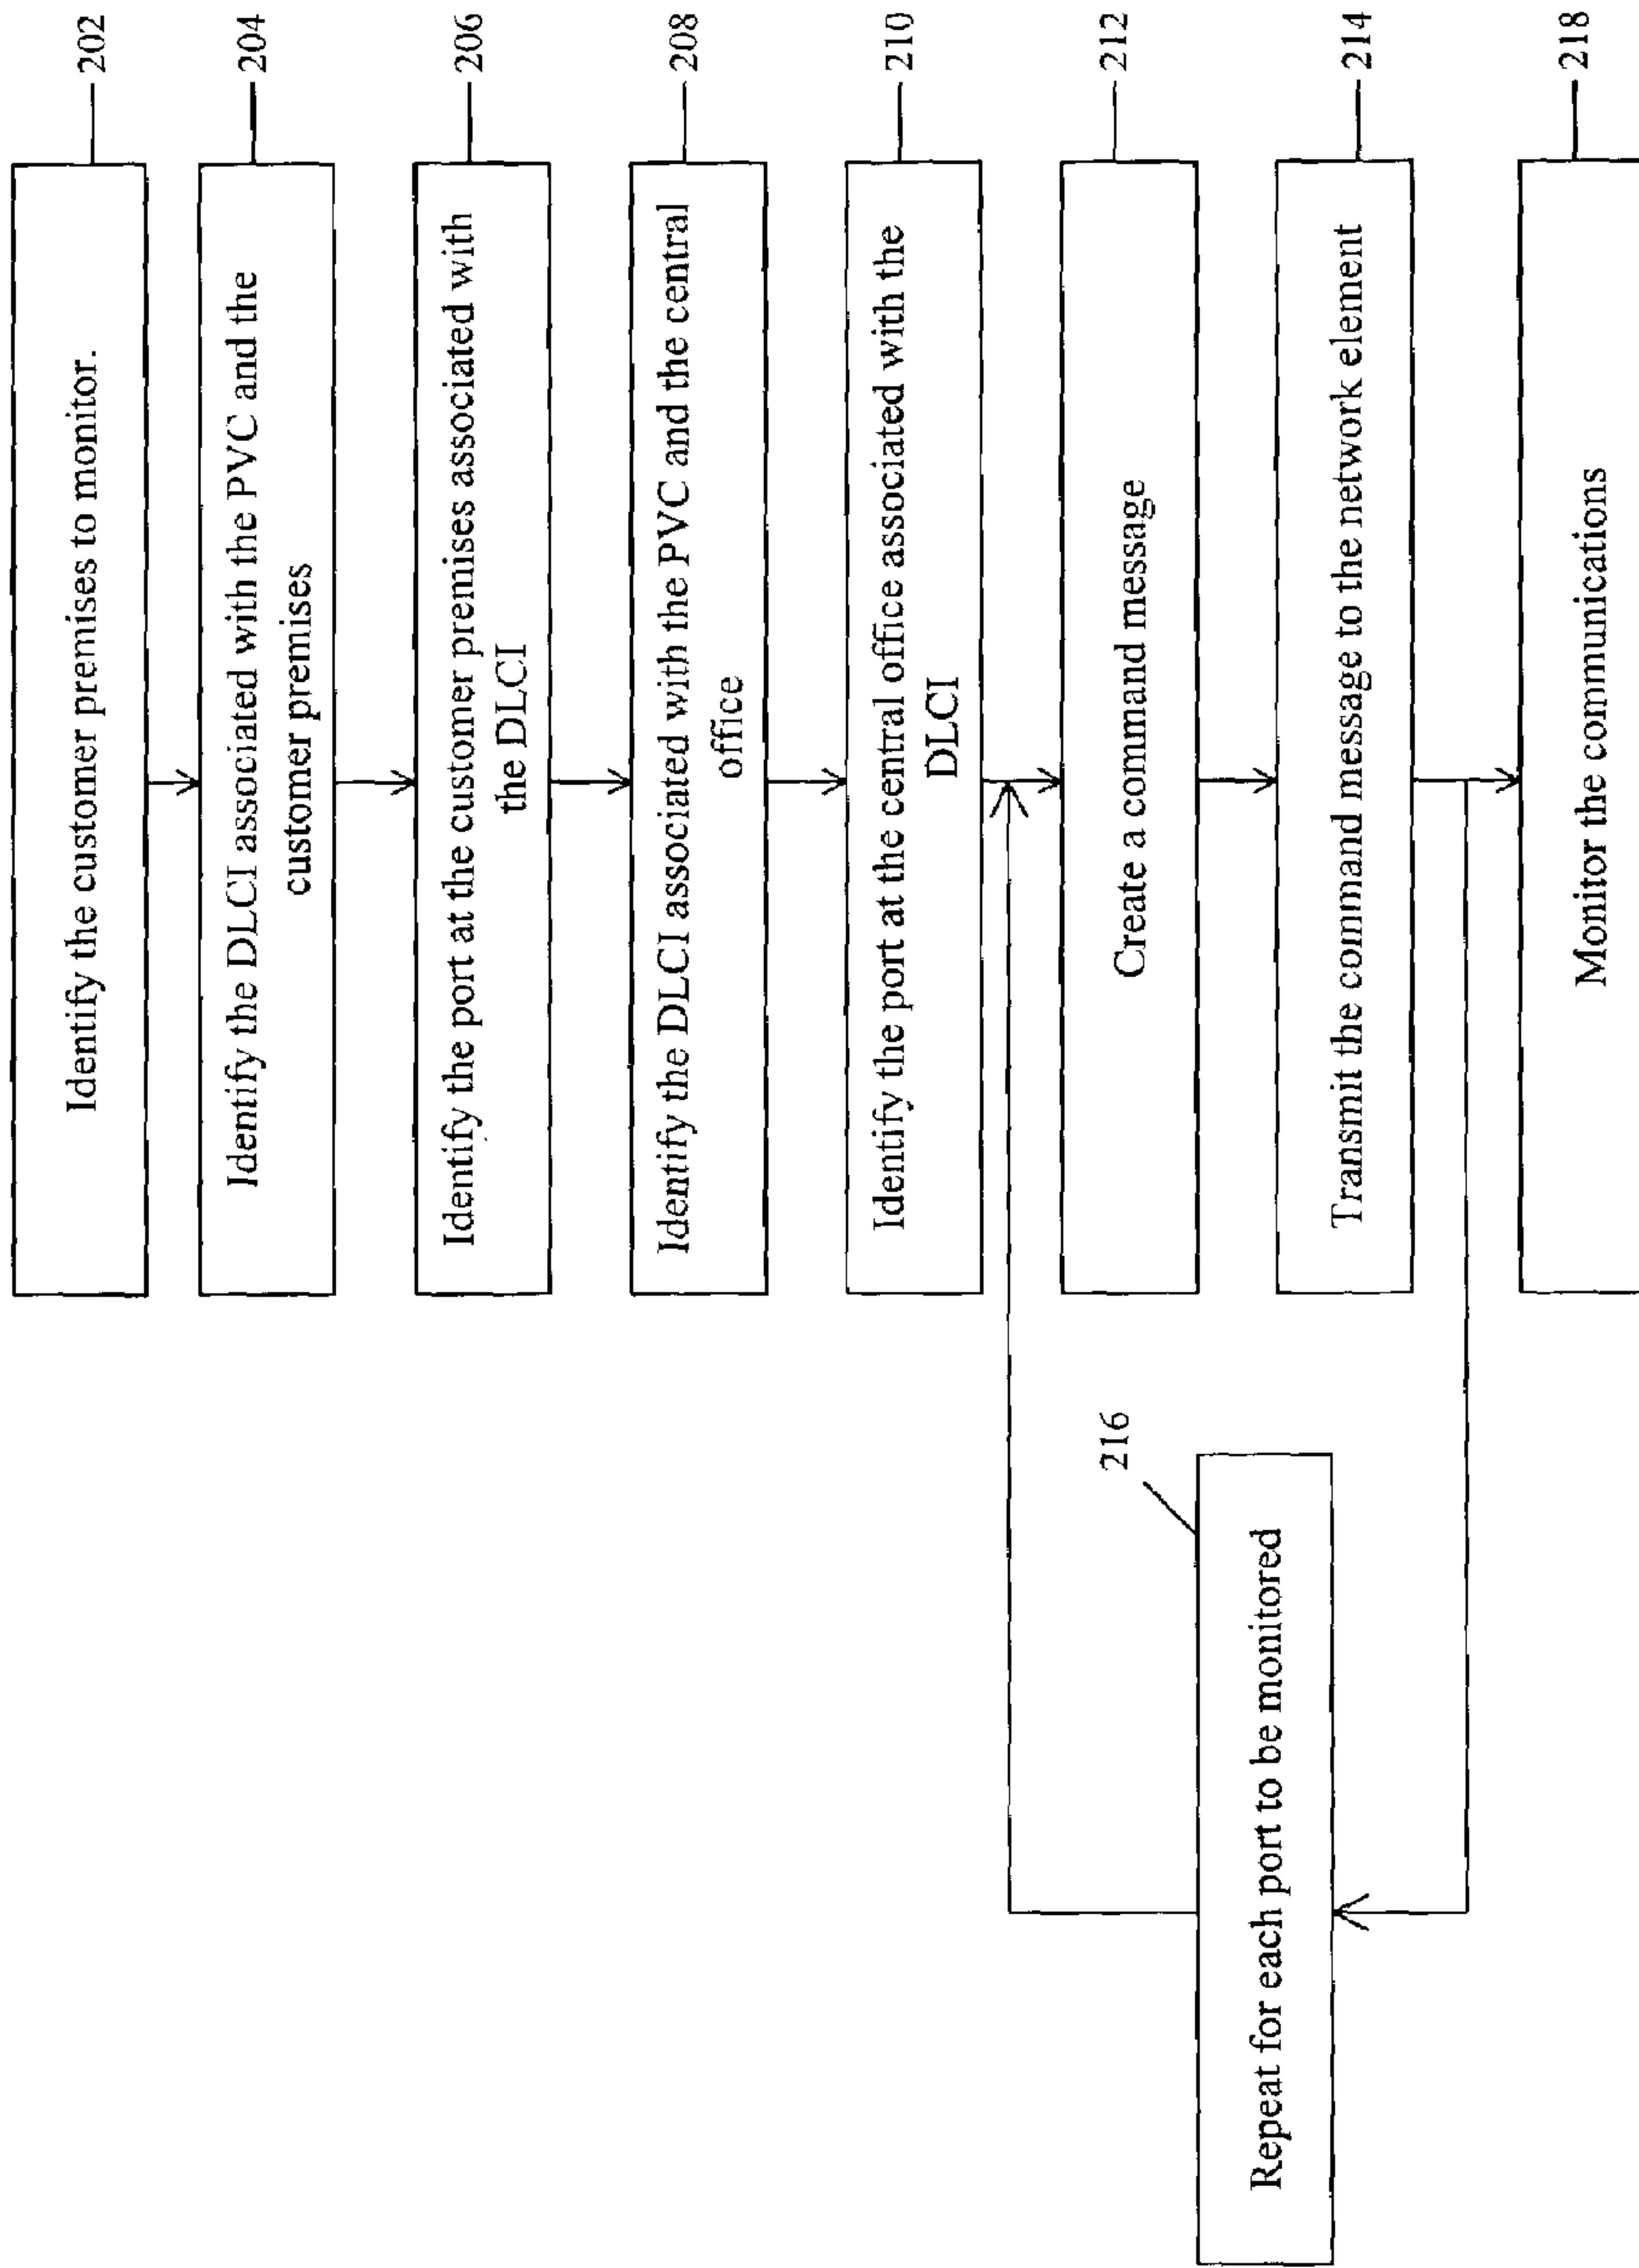 Identify the customer premises to monitor.
202
Identify the DLCI associated with the PVC and the
customer premises
204
Identify the port at the customer premises associated with
the DLCI
206
Identify the DLCI associated with the PVC and the central
office
208
Identify the port at the central office associated with the
DLCI
210
Create a command message
212
Transmit the command message to the network element
214
Repeat for each port to be monitored
216
Monitor the communications
218